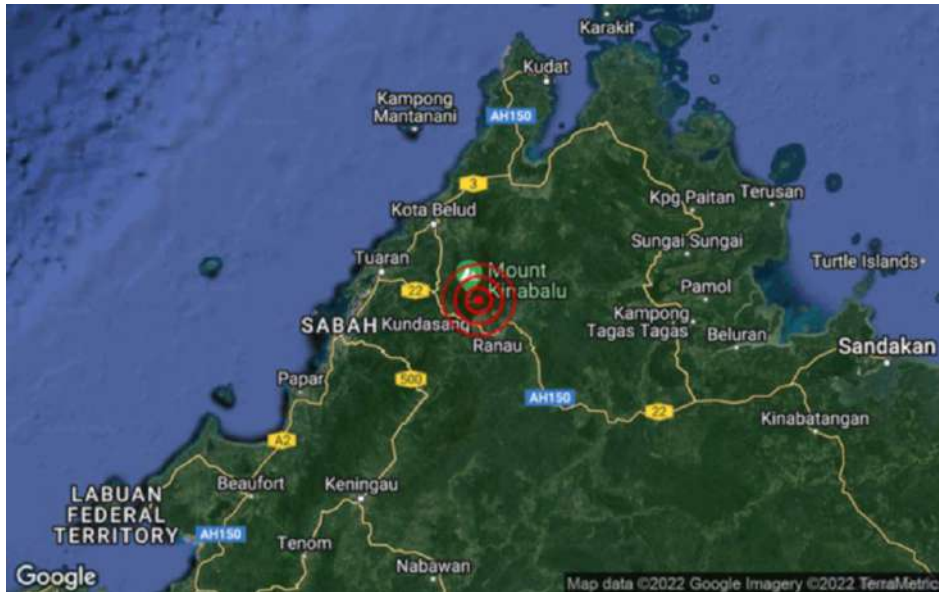 Karakit
Kudat
Kampong
Mantanani
AH150
3
Kpg Paitan
Terusan
Kota Belud
Sungai Sungai
Tuaran
Mount
Kinabalu
Turtle Islands
22
Pamol
SABAH
Kundasang
Kampong
Tagas Tagas
Ranau
Beluran
Sandakan
Papar
500
AH150
22
Kinabatangan
A2
LABUAN
FEDERAL
TERRITORY
Beaufort
Keningau
AH150
Tenom
Nabawan
Google
Map data ©2022 Google Imagery ©2022 TerraMetric